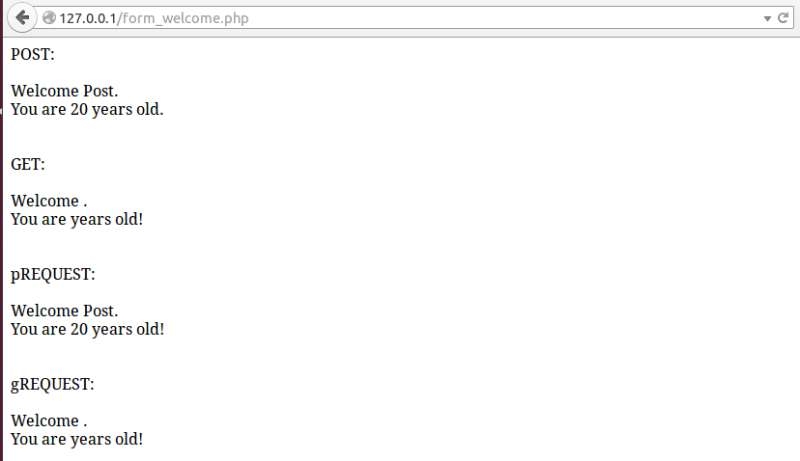 127.0.0.1/form_welcome.php
POST:
Welcome Post.
You are 20 years old.
GET:
Welcome .
You are years old!
pREQUEST:
Welcome Post.
You are 20 years old!
gREQUEST:
Welcome .
You are years old!